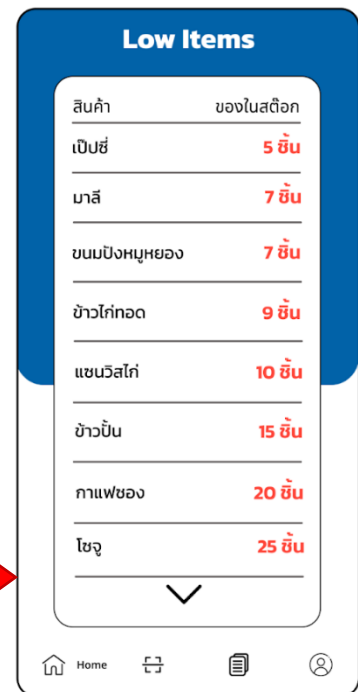 Low Items
สินค้า ของในสต๊อก
เป๊ปซี่ 5 ชิ้น
มาลี 7 ชิ้น
ขนมปังหมูหยอง 7 ชิ้น
ข้าวไก่ทอด 9 ชิ้น
แซนวิสไก่ 10 ชิ้น
ข้าวปั้น 15 ชิ้น
กาแฟซอง 20 ชิ้น
โซจู 25 ชิ้น
Home